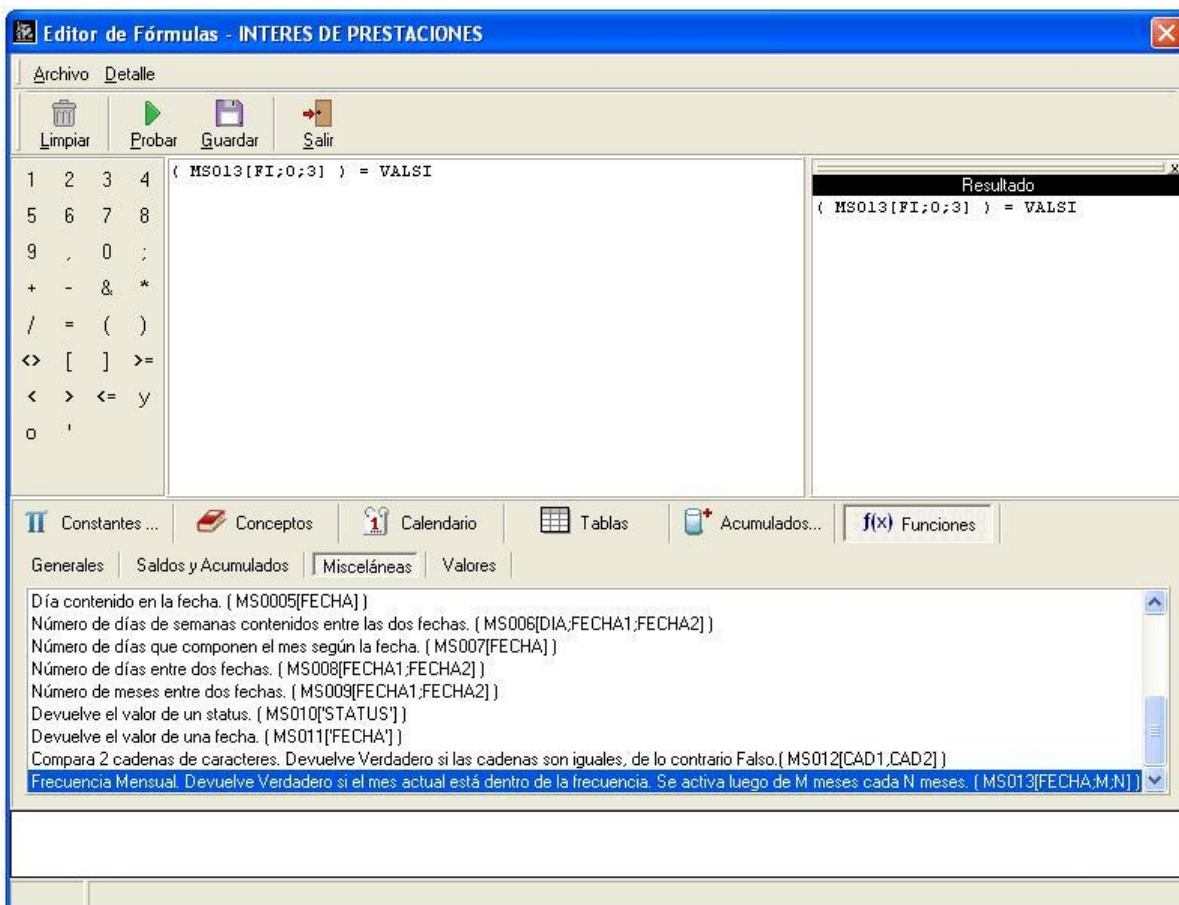 Editor de Fórmulas - INTERES DE PRESTACIONES
Archivo Detalle
Limpiar Probar Guardar Salir
1 2 3 4
5 6 7 8
9 , 0 ;
+ - & *
/ = ( )
<> [ ] >=
< > <= y
o '
( MS013[FI;0;3] ) = VALSI
x
Resultado
( MS013[FI;0;3] ) = VALSI
Constantes ... Conceptos 1 Calendario Tablas Acumulados... f(x) Funciones
Generales Saldos y Acumulados Misceláneas Valores
Día contenido en la fecha. ( MS0005[FECHA] )
Número de días de semanas contenidos entre las dos fechas. ( MS006[DIA;FECHA1;FECHA2] )
Número de días que componen el mes según la fecha. ( MS007[FECHA] )
Número de días entre dos fechas. ( MS008[FECHA1;FECHA2] )
Número de meses entre dos fechas. ( MS009[FECHA1;FECHA2] )
Devuelve el valor de un status. ( MS010['STATUS'] )
Devuelve el valor de una fecha. ( MS011['FECHA'] )
Compara 2 cadenas de caracteres. Devuelve Verdadero si las cadenas son iguales, de lo contrario Falso.( MS012[CAD1,CAD2] )
Frecuencia Mensual. Devuelve Verdadero si el mes actual está dentro de la frecuencia. Se activa luego de M meses cada N meses. ( MS013[FECHA;M;N] )